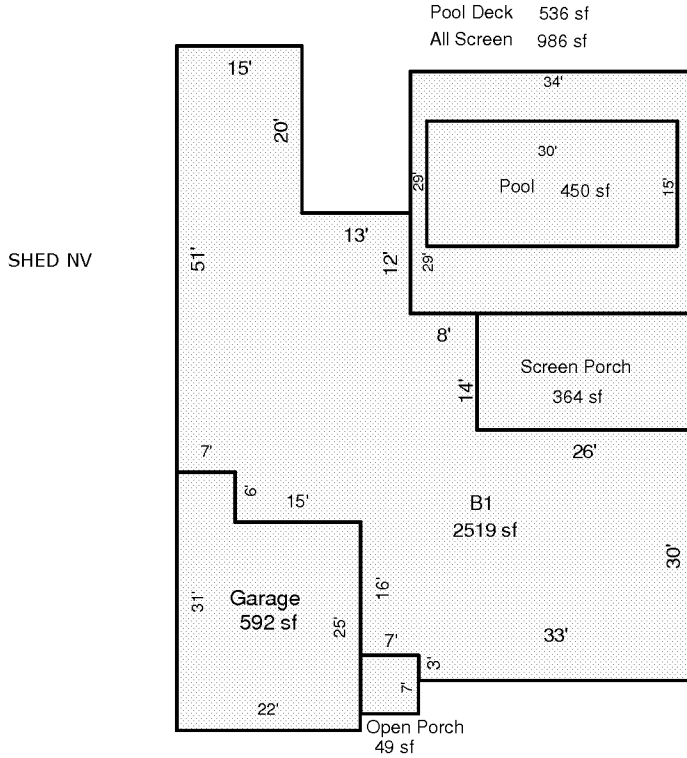 Pool Deck 536 sf
All Screen 986 sf
15'
34'
20'
30'
29'
Pool 450 sf
15'
13'
SHED NV
51'
12'
29'
8'
Screen Porch
14'
364 sf
7'
26'
6'
15'
B1
2519 sf
30'
31'
Garage
592 sf
16'
25'
7'
33'
3'
7'
22'
Open Porch
49 sf